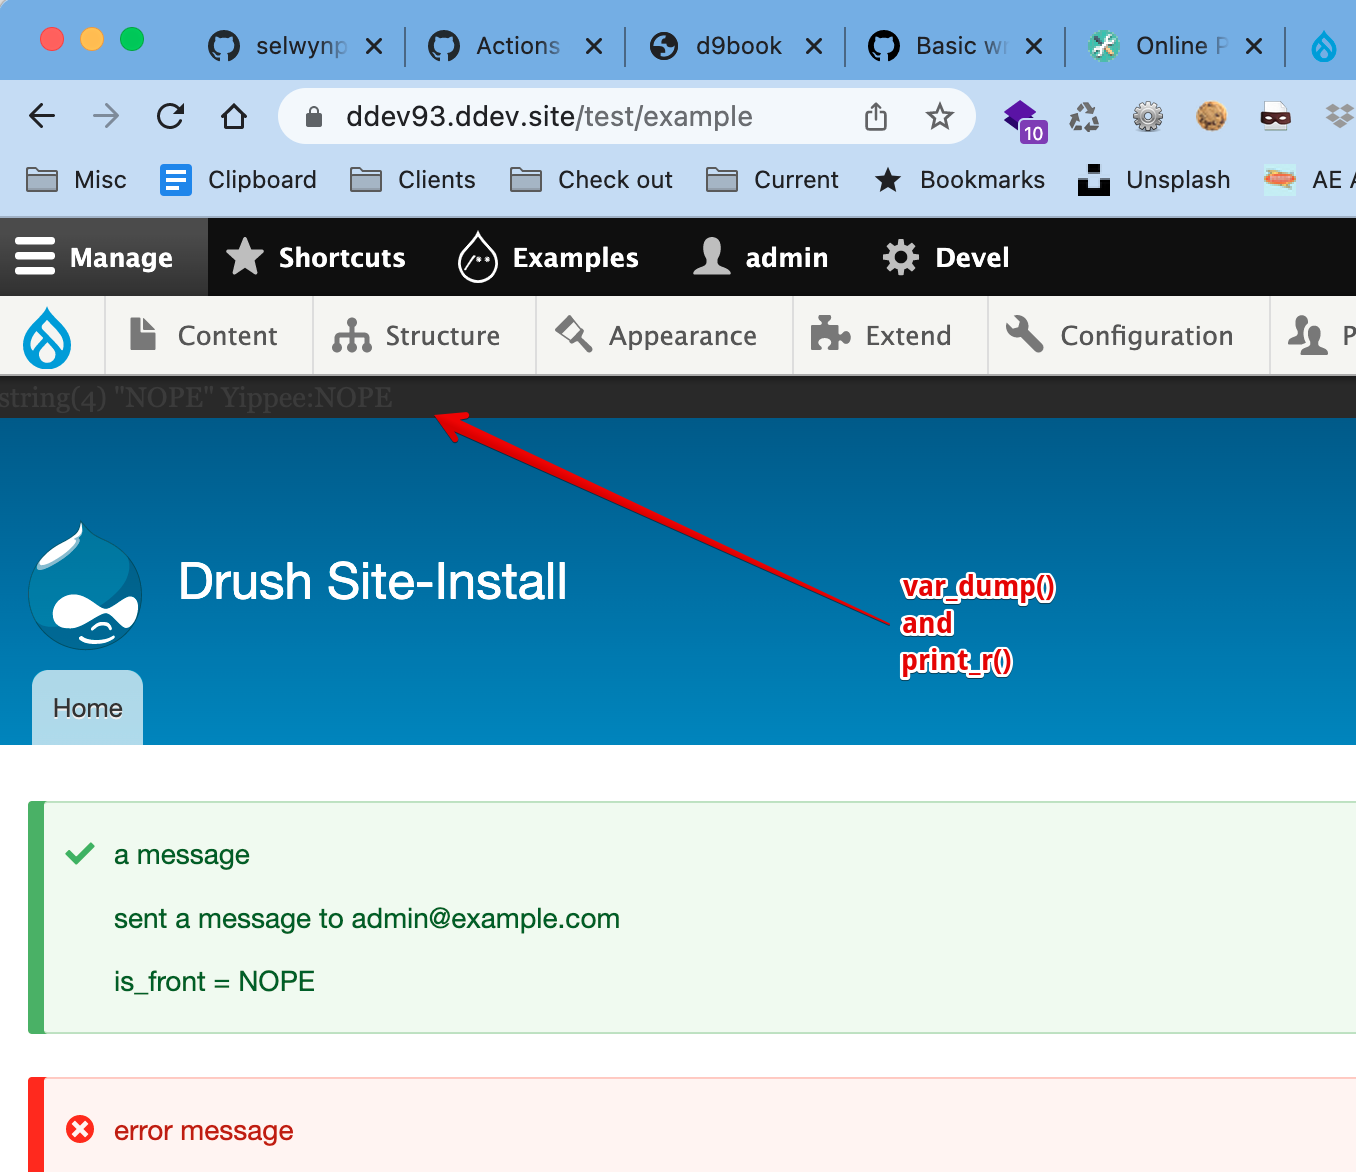 selwynp Actions d9book Basic w Online P
ddev93.ddev.site/test/example
10
Misc Clipboard Clients Check out Current Bookmarks Unsplash AE
Manage Shortcuts Examples admin Devel
Content Structure Appearance Extend Configuration P
string(4) "NOPE" Yippee:NOPE
Drush Site-Install
var_dump()
and
print_r()
Home
a message
sent a message to admin@example.com
is_front = NOPE
error message